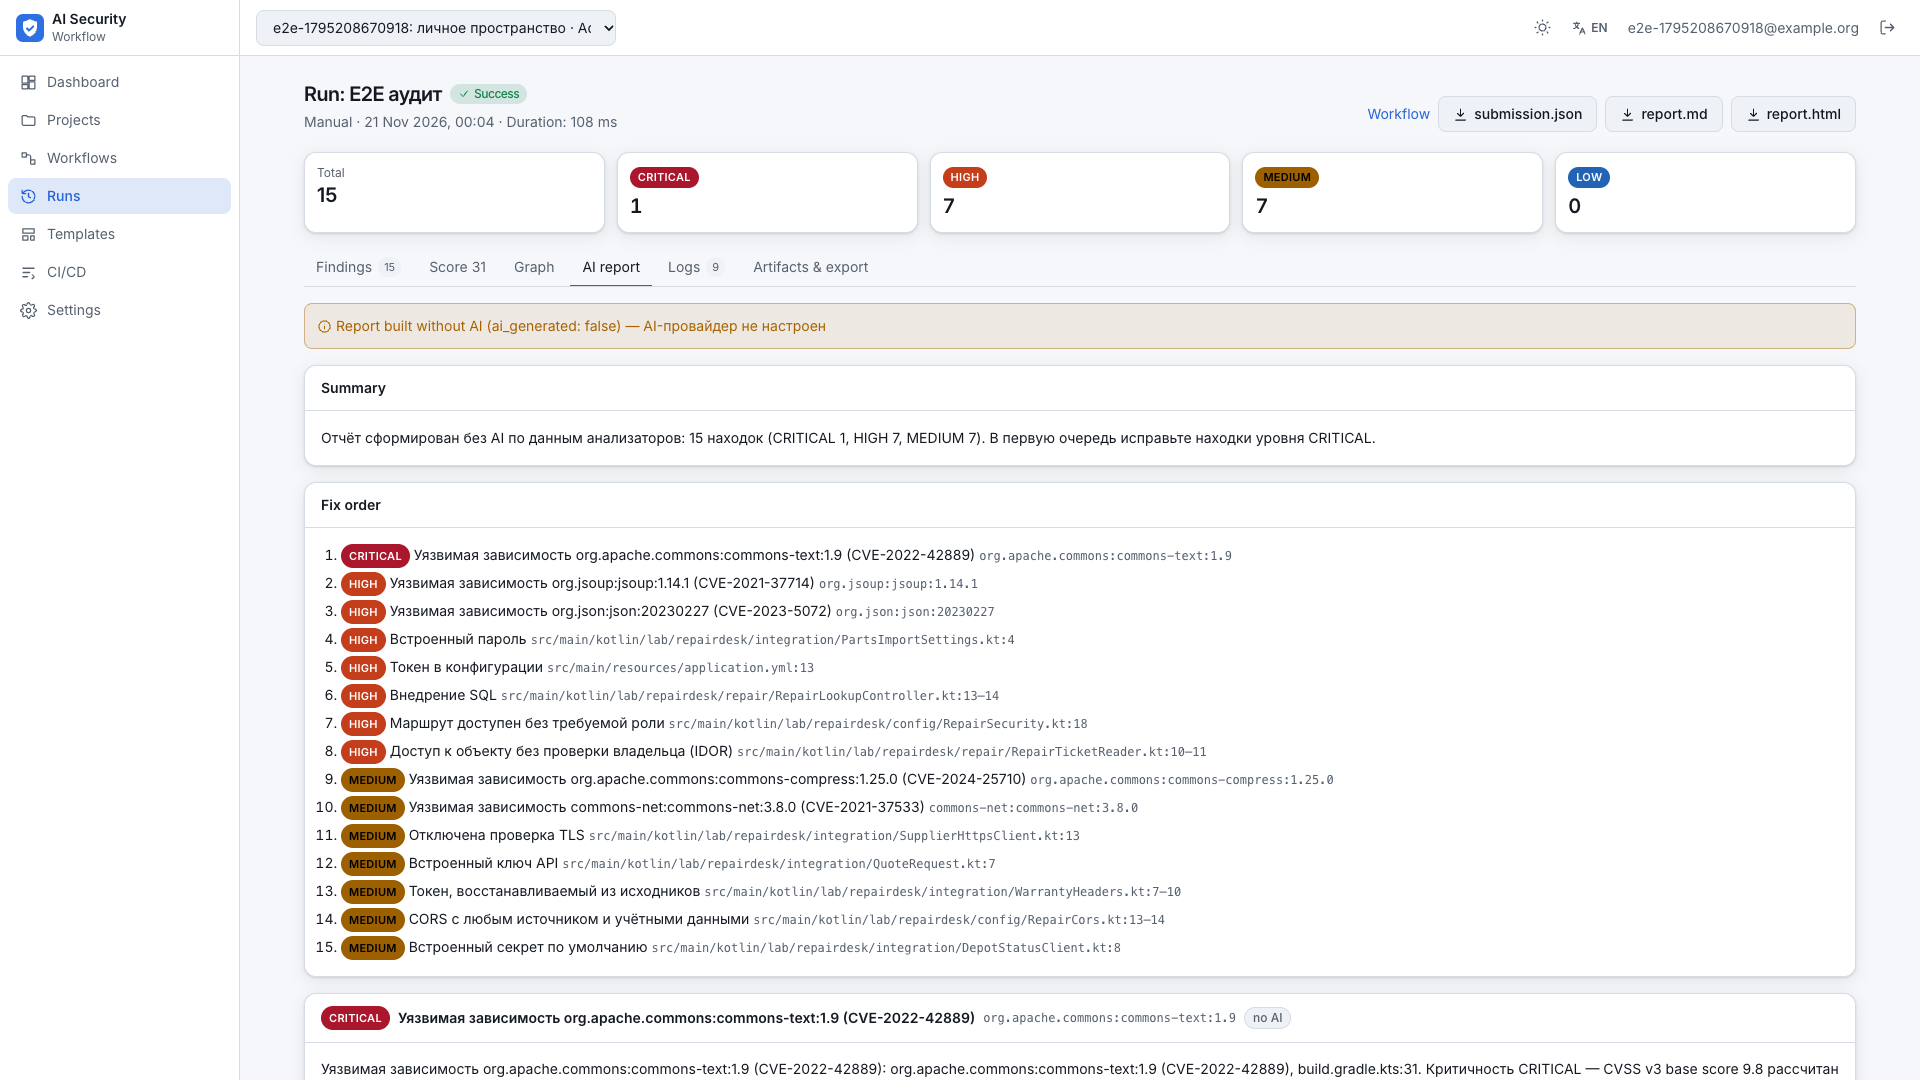 AI Security
Workflow
e2e-1795208670918: личное пространство · Ad
EN
e2e-1795208670918@example.org
Dashboard
Projects
Workflows
Runs
Templates
CI/CD
Settings
Run: E2E аудит
Success
Manual · 21 Nov 2026, 00:04 · Duration: 108 ms
Workflow
submission.json
report.md
report.html
Total
15
CRITICAL
1
HIGH
7
MEDIUM
7
LOW
0
Findings 15
Score 31
Graph
AI report
Logs 9
Artifacts & export
Report built without AI (ai_generated: false) — AI-провайдер не настроен
Summary
Отчёт сформирован без AI по данным анализаторов: 15 находок (CRITICAL 1, HIGH 7, MEDIUM 7). В первую очередь исправьте находки уровня CRITICAL.
Fix order
1. CRITICAL Уязвимая зависимость org.apache.commons:commons-text:1.9 (CVE-2022-42889) org.apache.commons:commons-text:1.9
2. HIGH Уязвимая зависимость org.jsoup:jsoup:1.14.1 (CVE-2021-37714) org.jsoup:jsoup:1.14.1
3. HIGH Уязвимая зависимость org.json:json:20230227 (CVE-2023-5072) org.json:json:20230227
4. HIGH Встроенный пароль src/main/kotlin/lab/repairdesk/integration/PartsImportSettings.kt:4
5. HIGH Токен в конфигурации src/main/resources/application.yml:13
6. HIGH Внедрение SQL src/main/kotlin/lab/repairdesk/repair/RepairLookupController.kt:13–14
7. HIGH Маршрут доступен без требуемой роли src/main/kotlin/lab/repairdesk/config/RepairSecurity.kt:18
8. HIGH Доступ к объекту без проверки владельца (IDOR) src/main/kotlin/lab/repairdesk/repair/RepairTicketReader.kt:10–11
9. MEDIUM Уязвимая зависимость org.apache.commons:commons-compress:1.25.0 (CVE-2024-25710) org.apache.commons:commons-compress:1.25.0
10. MEDIUM Уязвимая зависимость commons-net:commons-net:3.8.0 (CVE-2021-37533) commons-net:commons-net:3.8.0
11. MEDIUM Отключена проверка TLS src/main/kotlin/lab/repairdesk/integration/SupplierHttpsClient.kt:13
12. MEDIUM Встроенный ключ API src/main/kotlin/lab/repairdesk/integration/QuoteRequest.kt:7
13. MEDIUM Токен, восстанавливаемый из исходников src/main/kotlin/lab/repairdesk/integration/WarrantyHeaders.kt:7–10
14. MEDIUM CORS с любым источником и учётными данными src/main/kotlin/lab/repairdesk/config/RepairCors.kt:13–14
15. MEDIUM Встроенный секрет по умолчанию src/main/kotlin/lab/repairdesk/integration/DepotStatusClient.kt:8
CRITICAL Уязвимая зависимость org.apache.commons:commons-text:1.9 (CVE-2022-42889) org.apache.commons:commons-text:1.9 no AI
Уязвимая зависимость org.apache.commons:commons-text:1.9 (CVE-2022-42889): org.apache.commons:commons-text:1.9 (CVE-2022-42889), build.gradle.kts:31. Критичность CRITICAL — CVSS v3 base score 9.8 рассчитан